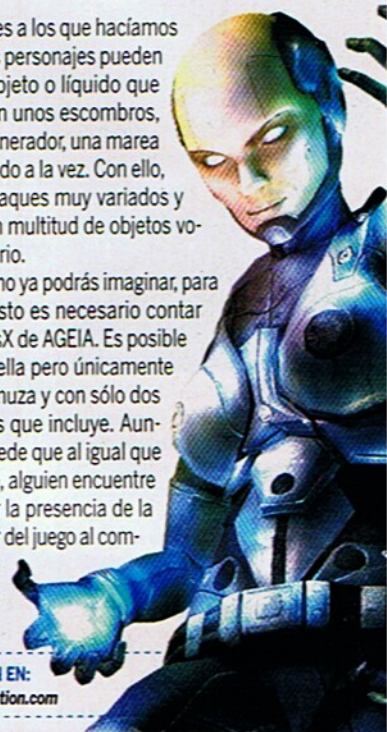 es a los que hacíamos
personajes pueden
jeto o líquido que
n unos escombros,
nerador, una marea
do a la vez. Con ello,
aques muy variados y
n multitud de objetos vo-
rio.
no ya podrás imaginar, para
sto es necesario contar
sX de AGEIA. Es posible
ella pero únicamente
nuza y con sólo dos
s que incluye. Aun-
ede que al igual que
, alguien encuentre
r la presencia de la
r del juego al com-
N EN:
tion.com